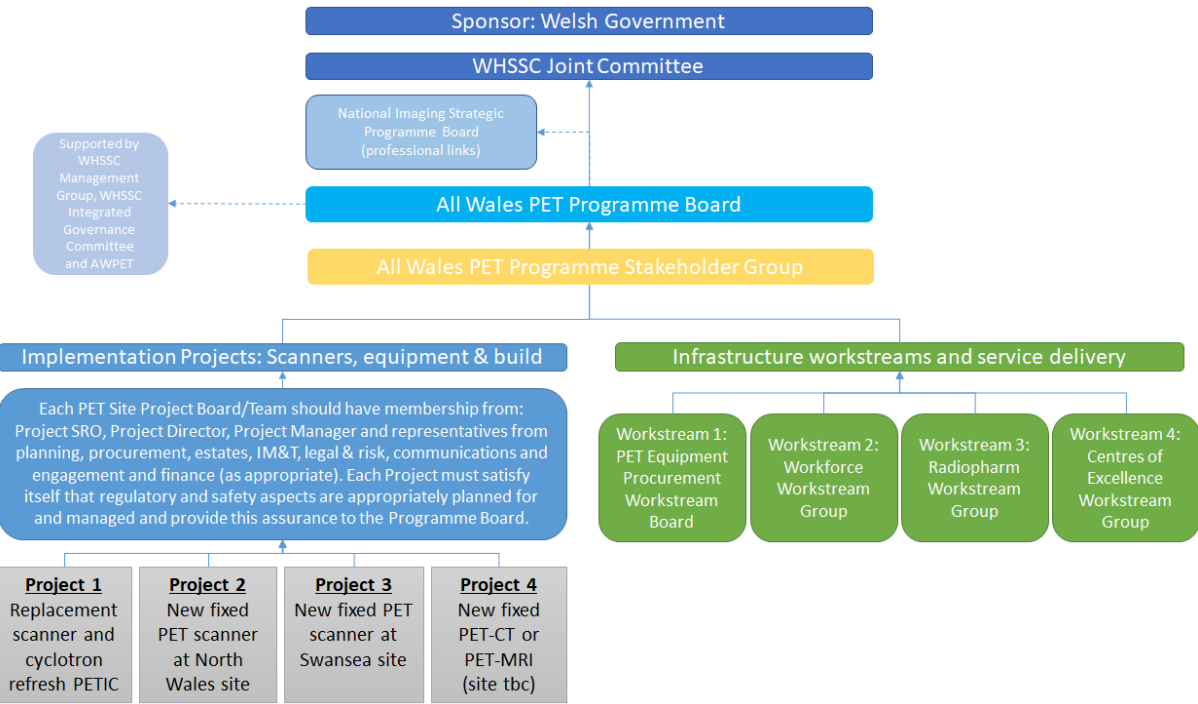 Sponsor: Welsh Government
WHSSC Joint Committee
National Imaging Strategic
Programme Board
(professional links)
Supported by
WHSSC
Management
Group, WHSSC
Integrated
Governance
Committee
and AWPET
All Wales PET Programme Board
All Wales PET Programme Stakeholder Group
Implementation Projects: Scanners, equipment & build
Each PET Site Project Board/Team should have membership from:
Project SRO, Project Director, Project Manager and representatives from
planning, procurement, estates, IM&T, legal & risk, communications and
engagement and finance (as appropriate). Each Project must satisfy
itself that regulatory and safety aspects are appropriately planned for
and managed and provide this assurance to the Programme Board.
Project 1
Replacement
scanner and
cyclotron
refresh PETIC
Project 2
New fixed
PET scanner
at North
Wales site
Project 3
New fixed PET
scanner at
Swansea site
Project 4
New fixed
PET-CT or
PET-MRI
(site tbc)
Infrastructure workstreams and service delivery
Workstream 1:
PET Equipment
Procurement
Workstream
Board
Workstream 2:
Workforce
Workstream
Group
Workstream 3:
Radiopharm
Workstream
Group
Workstream 4:
Centres of
Excellence
Workstream
Group